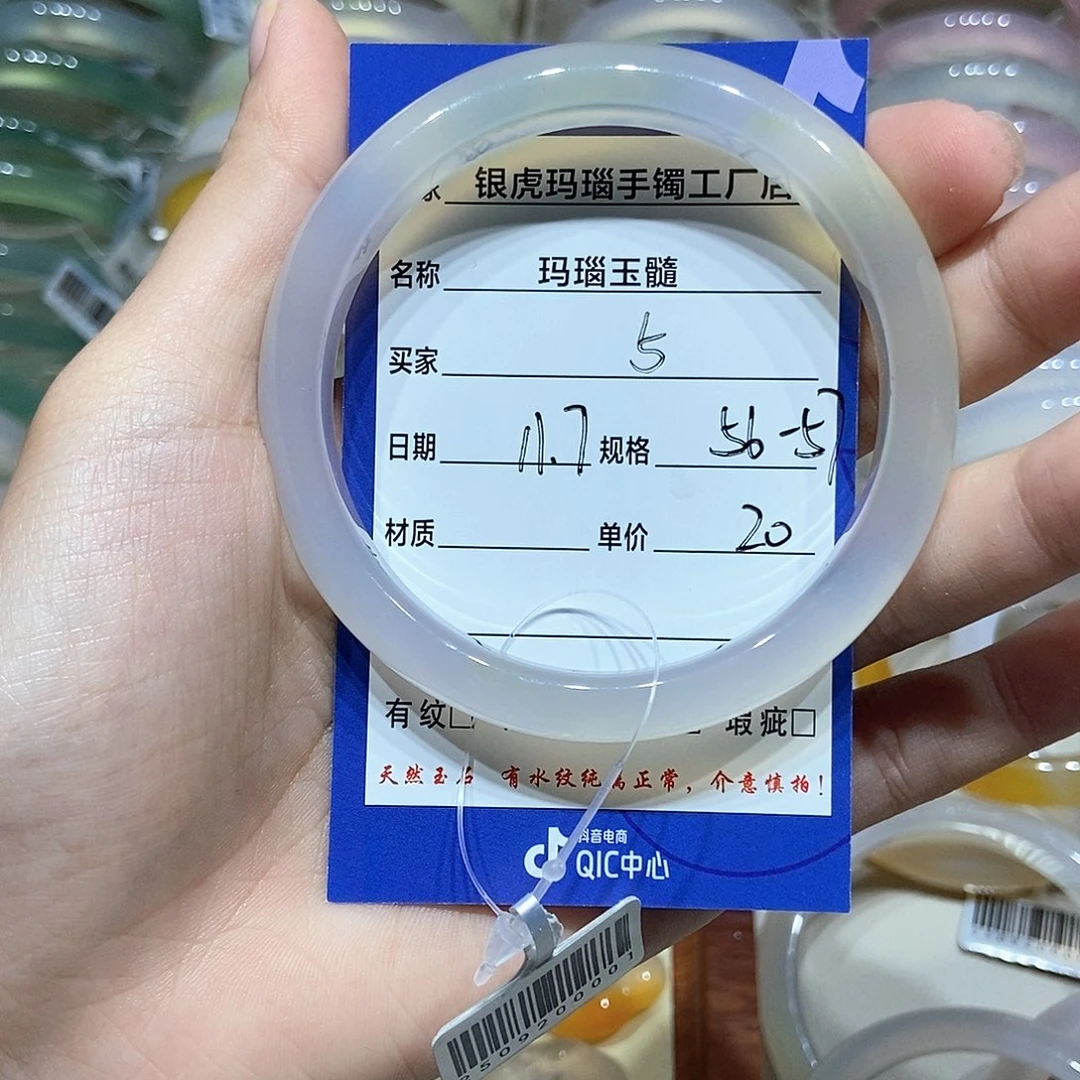 家 银虎玛瑙手镯工厂店
名称 玛瑙玉髓
买家 5
日期 11.7 规格 56-57
材质 单价 20
有纹□ 瑕疵□
天然玉石 有水纹纯属正常，介意慎拍！
抖音电商
QIC中心
2509200001